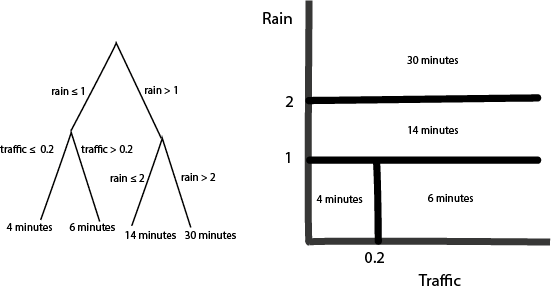 rain ≤ 1
rain > 1
traffic ≤ 0.2
traffic > 0.2
rain ≤ 2
rain > 2
4 minutes
6 minutes
14 minutes
30 minutes
Rain
30 minutes
2
14 minutes
1
4 minutes
6 minutes
0.2
Traffic